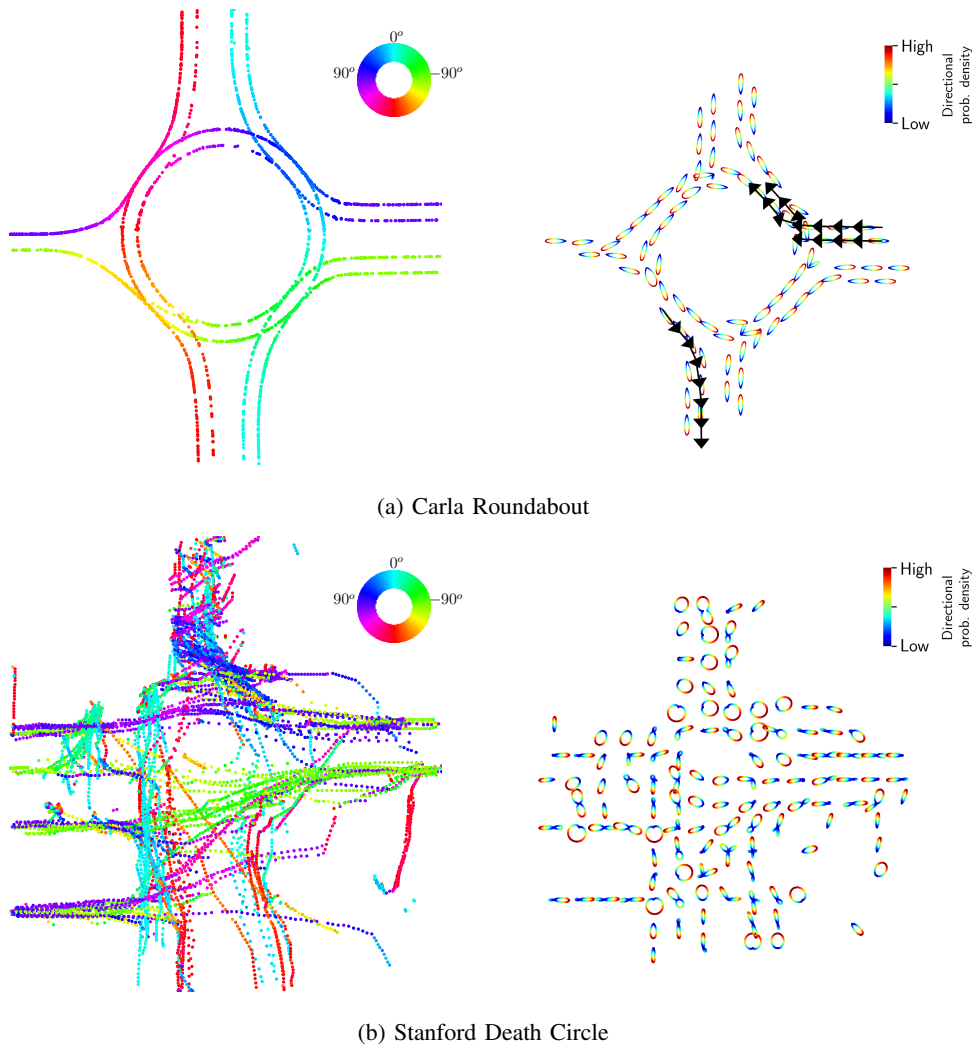 0°
90°
−90°
High
Low
Directional
prob. density
(a) Carla Roundabout
0°
90°
−90°
High
Low
Directional
prob. density
(b) Stanford Death Circle